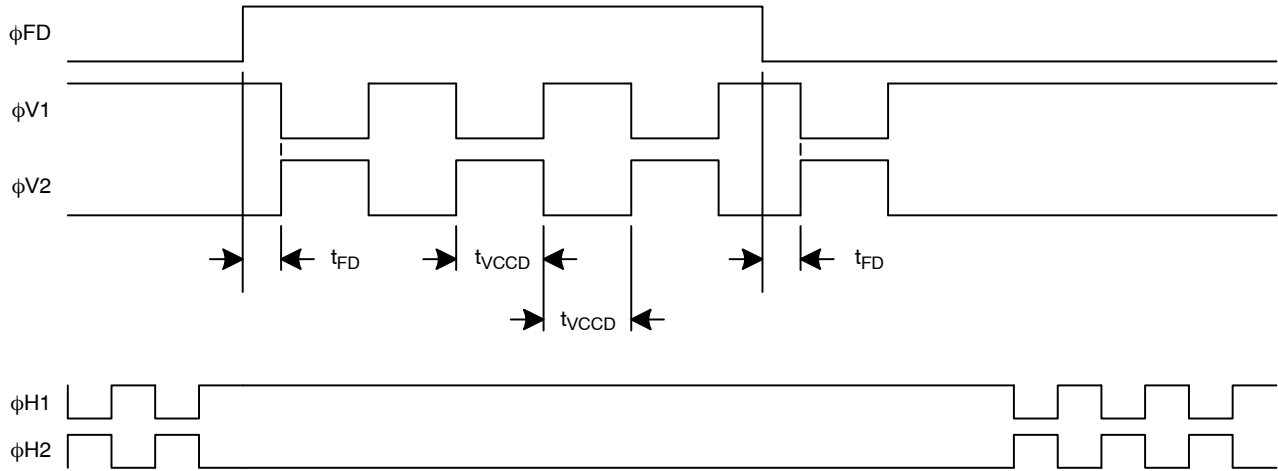 ϕFD
ϕV1
ϕV2
tFD tVCCD tFD
tVCCD
ϕH1
ϕH2